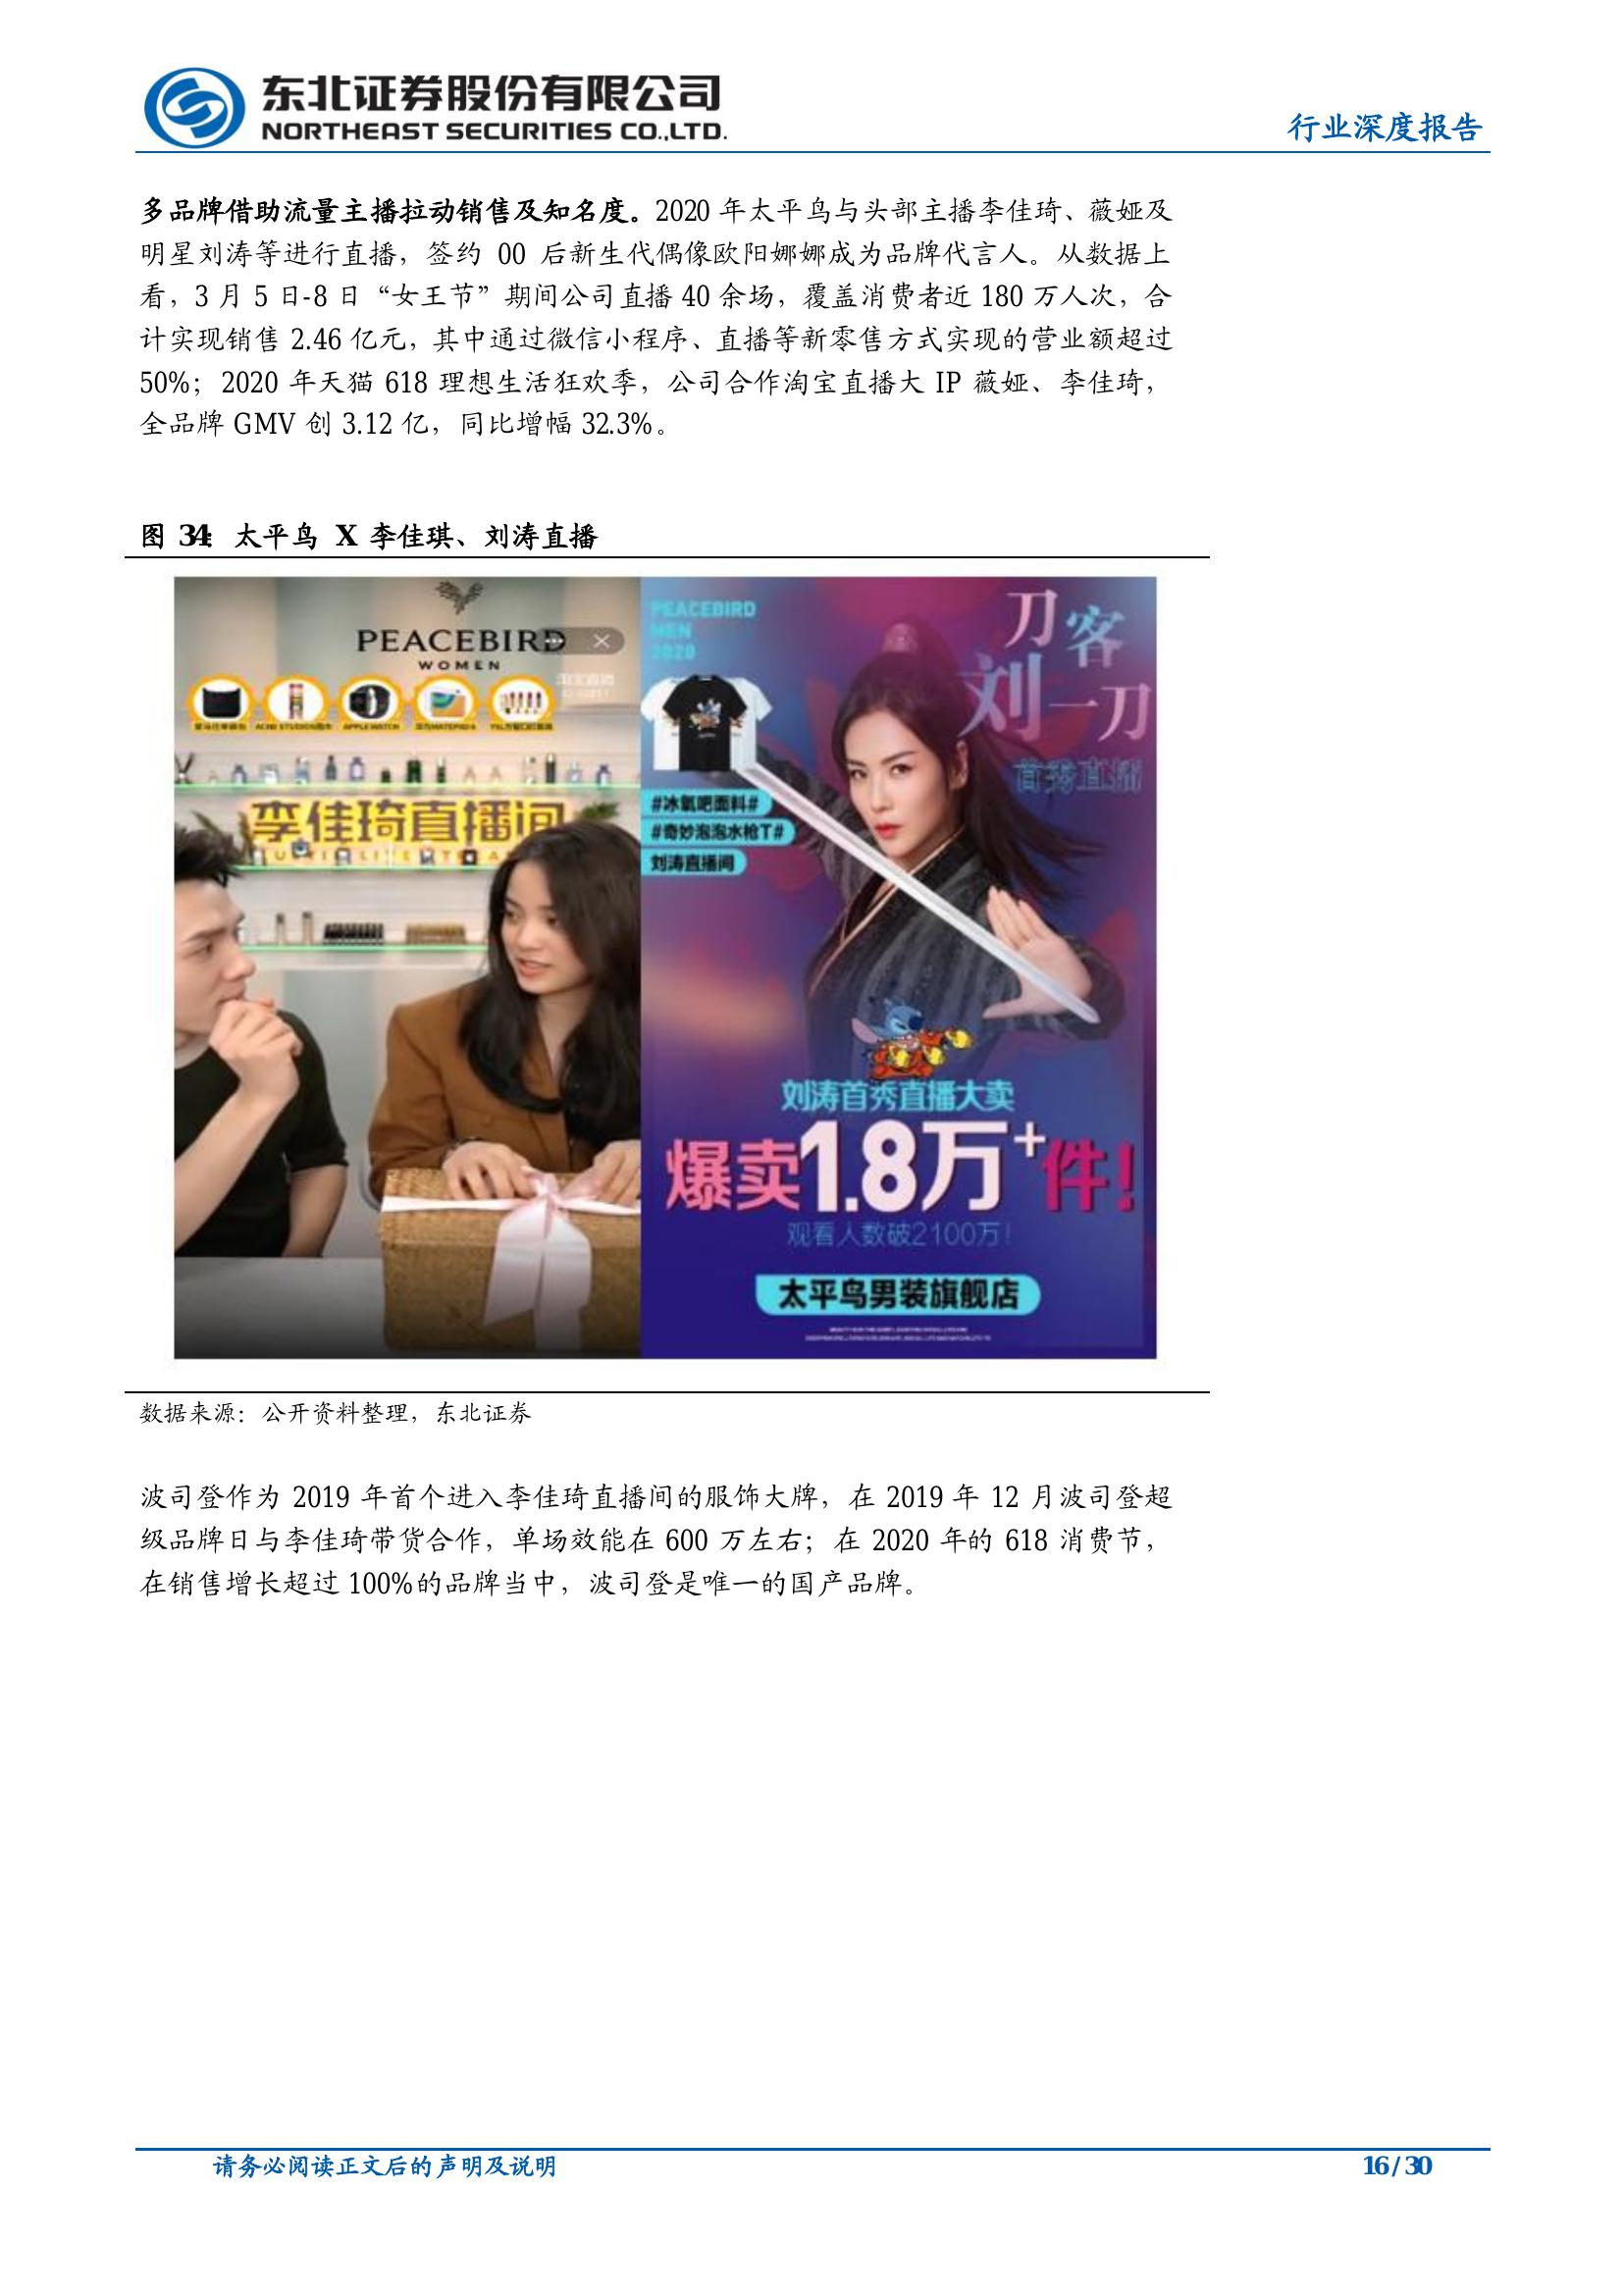 东北证券股份有限公司
NORTHEAST SECURITIES CO.,LTD.
行业深度报告
多品牌借助流量主播拉动销售及知名度。2020 年太平鸟与头部主播李佳琦、薇娅及
明星刘涛等进行直播，签约 00 后新生代偶像欧阳娜娜成为品牌代言人。从数据上
看，3 月 5 日-8 日“女王节”期间公司直播 40 余场，覆盖消费者近 180 万人次，合
计实现销售 2.46 亿元，其中通过微信小程序、直播等新零售方式实现的营业额超过
50%；2020 年天猫 618 理想生活狂欢季，公司合作淘宝直播大 IP 薇娅、李佳琦，
全品牌 GMV 创 3.12 亿，同比增幅 32.3%。
图 34：太平鸟 X 李佳琪、刘涛直播
PEACEBIRD
WOMEN
ACNE STUDIOS
APPLE WATCH
李佳琦直播间
PEACEBIRD
MEN
2020
刀客
刘一刀
首秀直播
#冰氧吧面料#
#奇妙泡泡水枪T#
刘涛直播间
刘涛首秀直播大卖
爆卖1.8万+件！
观看人数破2100万！
太平鸟男装旗舰店
数据来源：公开资料整理，东北证券
波司登作为 2019 年首个进入李佳琦直播间的服饰大牌，在 2019 年 12 月波司登超
级品牌日与李佳琦带货合作，单场效能在 600 万左右；在 2020 年的 618 消费节，
在销售增长超过 100%的品牌当中，波司登是唯一的国产品牌。
请务必阅读正文后的声明及说明
16 / 30